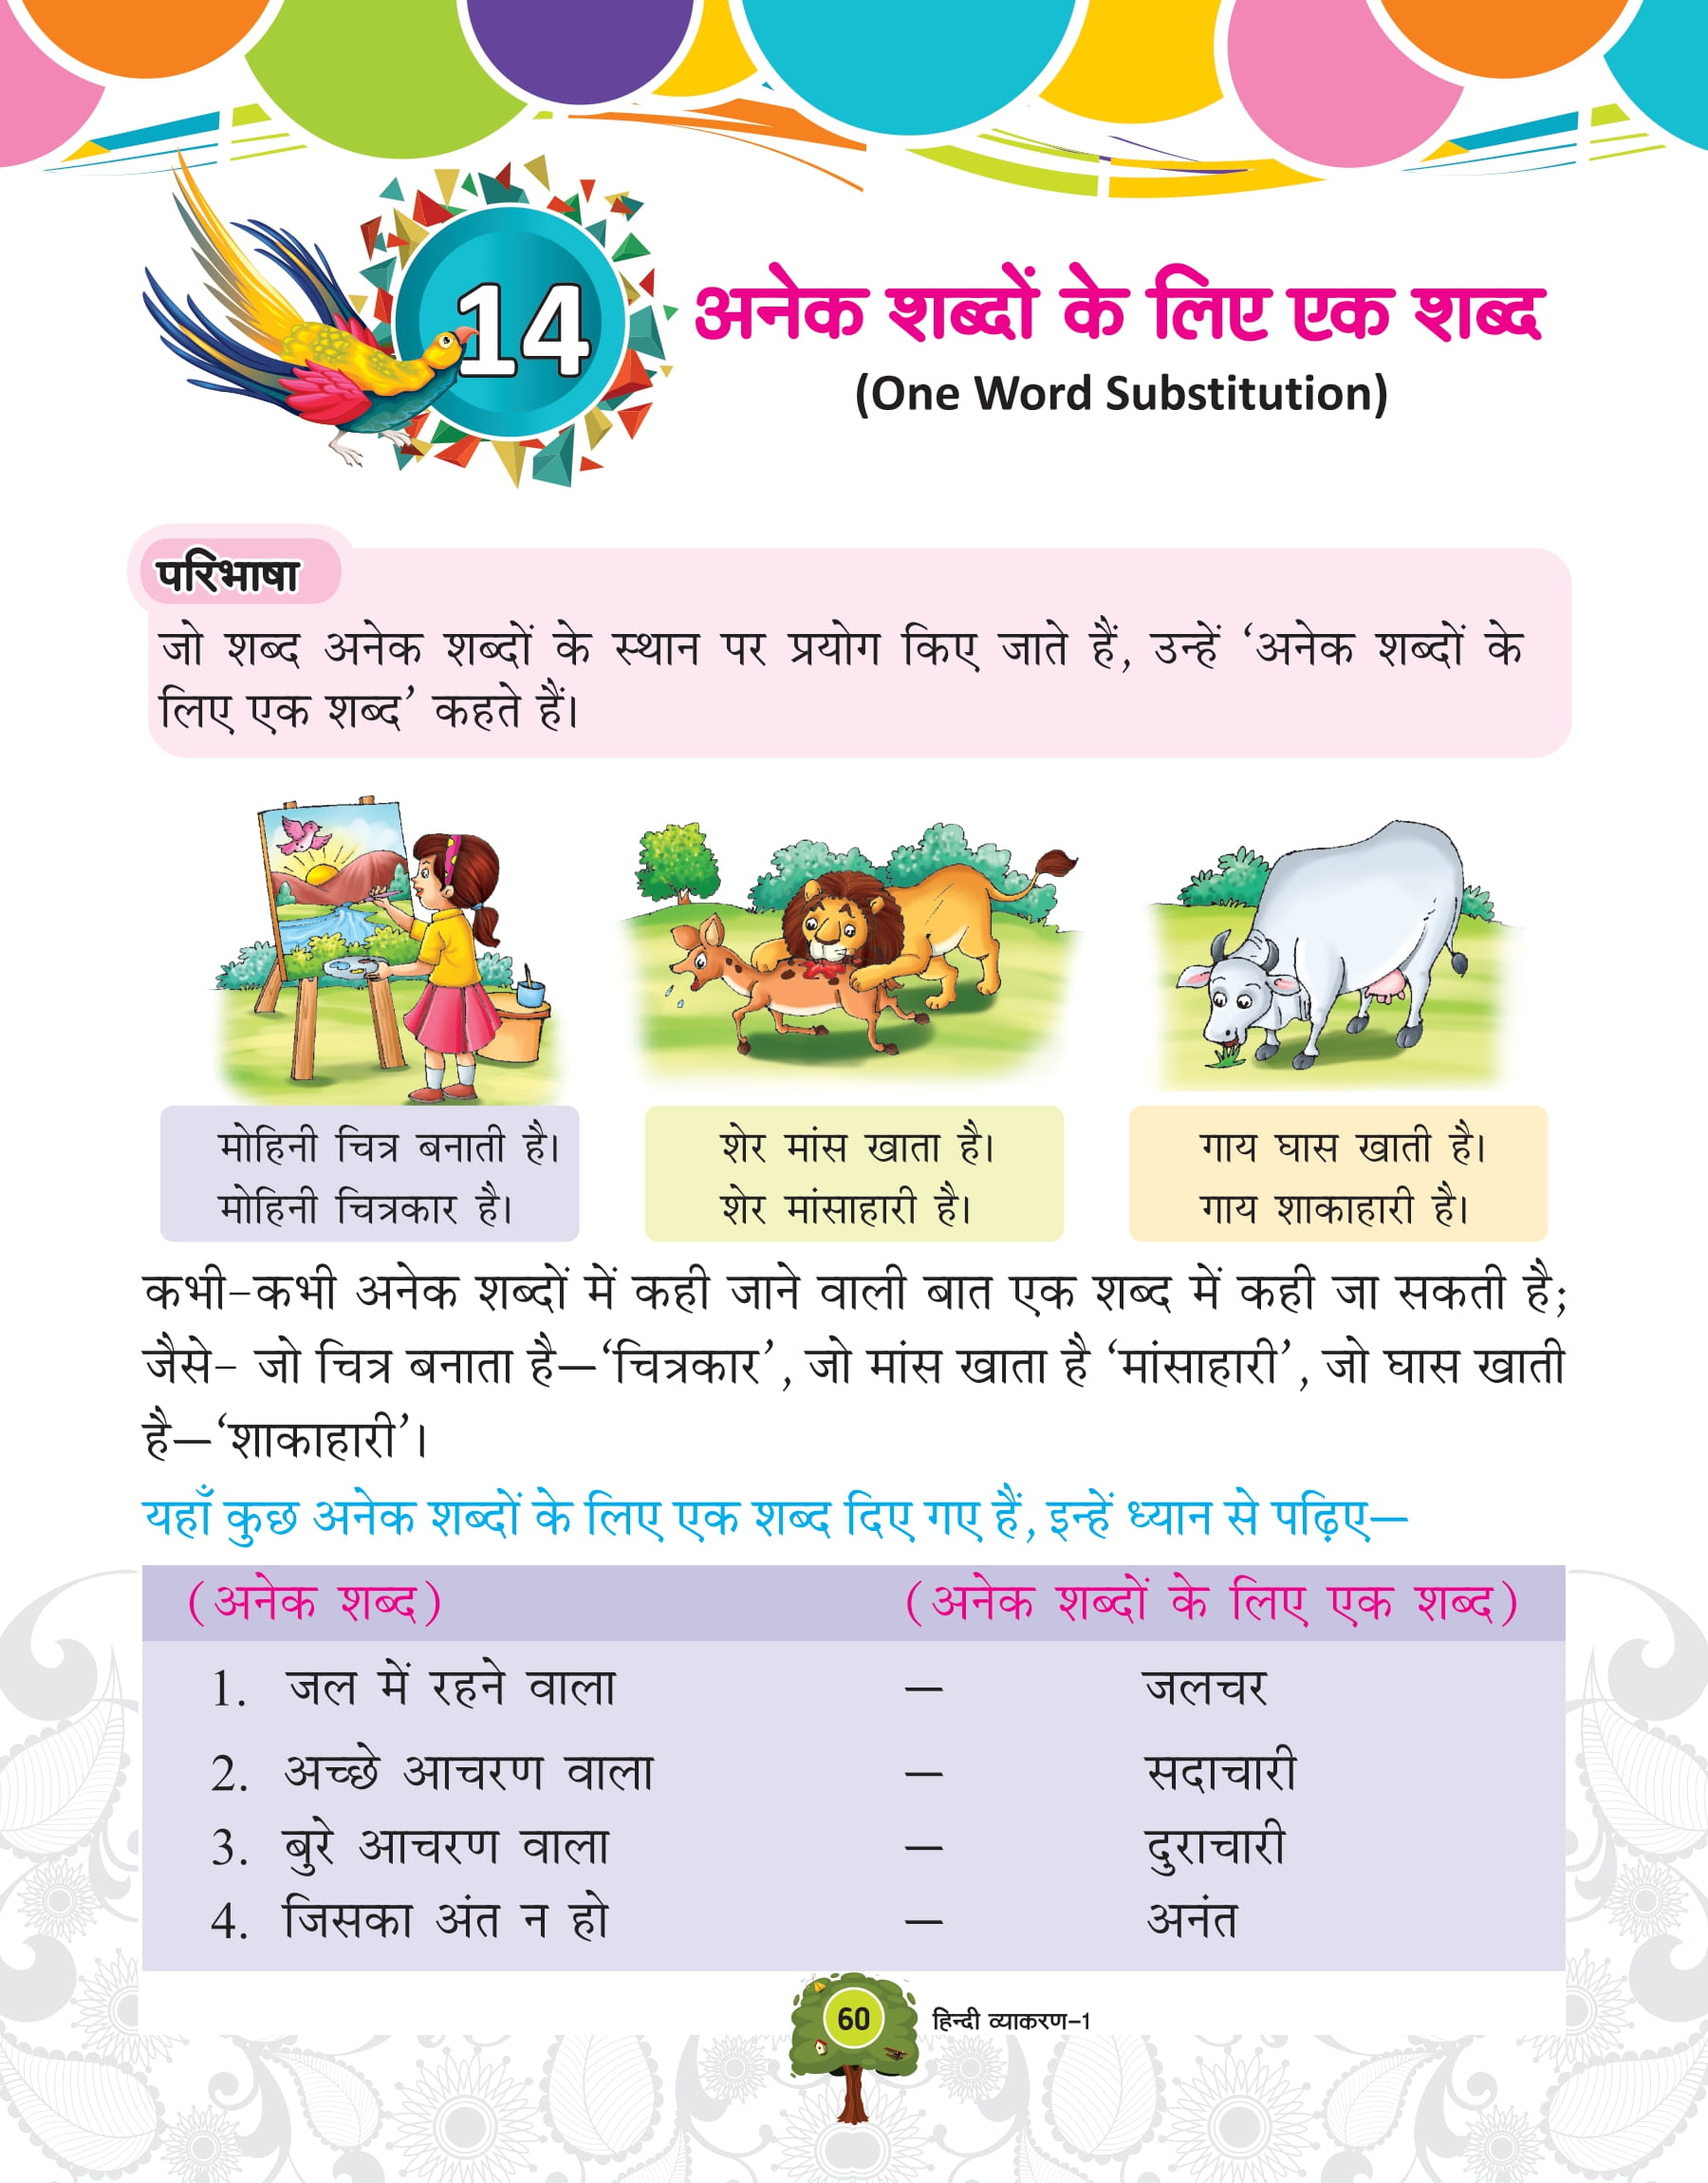 14
अनेक शब्दों के लिए एक शब्द
(One Word Substitution)
परिभाषा
जो शब्द अनेक शब्दों के स्थान पर प्रयोग किए जाते हैं, उन्हें ‘अनेक शब्दों के
लिए एक शब्द’ कहते हैं।
मोहिनी चित्र बनाती है।
मोहिनी चित्रकार है।
शेर मांस खाता है।
शेर मांसाहारी है।
गाय घास खाती है।
गाय शाकाहारी है।
कभी-कभी अनेक शब्दों में कही जाने वाली बात एक शब्द में कही जा सकती है;
जैसे- जो चित्र बनाता है—‘चित्रकार’, जो मांस खाता है ‘मांसाहारी’, जो घास खाती
है—‘शाकाहारी’।
यहाँ कुछ अनेक शब्दों के लिए एक शब्द दिए गए हैं, इन्हें ध्यान से पढ़िए—
(अनेक शब्द) (अनेक शब्दों के लिए एक शब्द)
1. जल में रहने वाला — जलचर
2. अच्छे आचरण वाला — सदाचारी
3. बुरे आचरण वाला — दुराचारी
4. जिसका अंत न हो — अनंत
60 हिन्दी व्याकरण-1